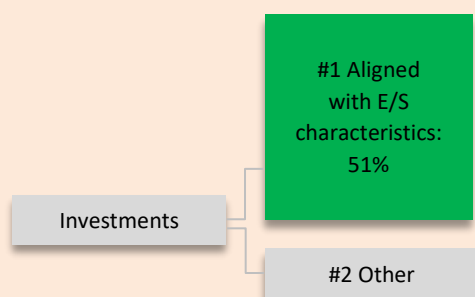 #1 Aligned
with E/S
characteristics:
51%
Investments
#2 Other